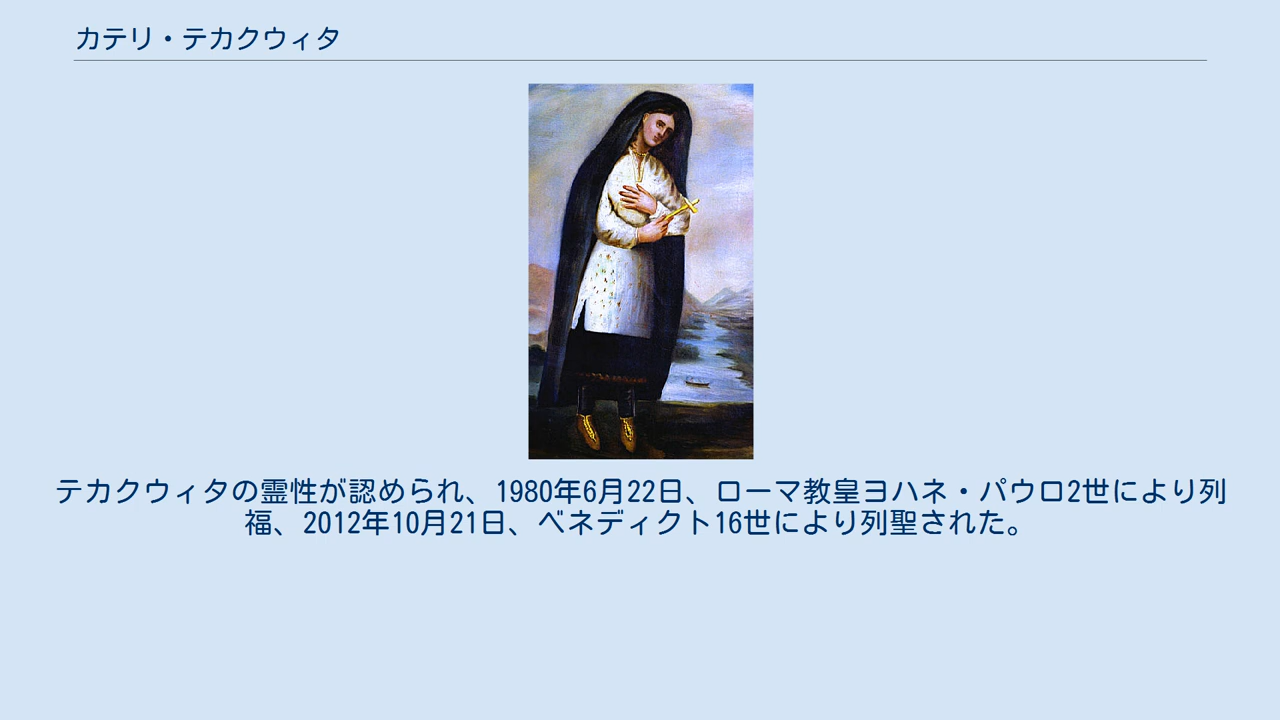 カテリ・テカクウィタ
テカクウィタの霊性が認められ、1980年6月22日、ローマ教皇ヨハネ・パウロ2世により列
福、2012年10月21日、ベネディクト16世により列聖された。